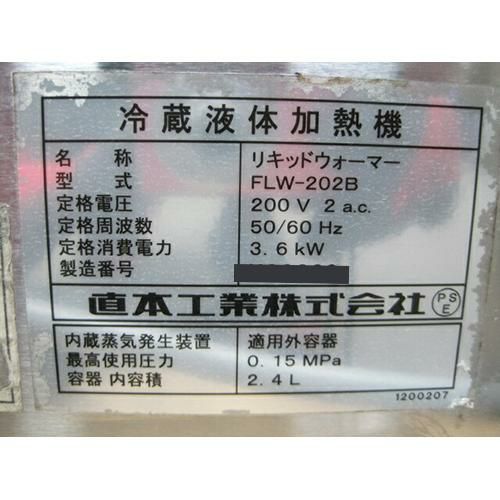 冷蔵液体加熱機
名 称 リキッドウォーマー
型 式 FLW-202B
定格電圧 200 V 2 a.c.
定格周波数 50/60 Hz
定格消費電力 3.6 kW
製造番号
直本工業株式会社 PSE
内蔵蒸気発生装置 適用外容器
最高使用圧力 0.15 MPa
容器 内容積 2.4 L
1200207